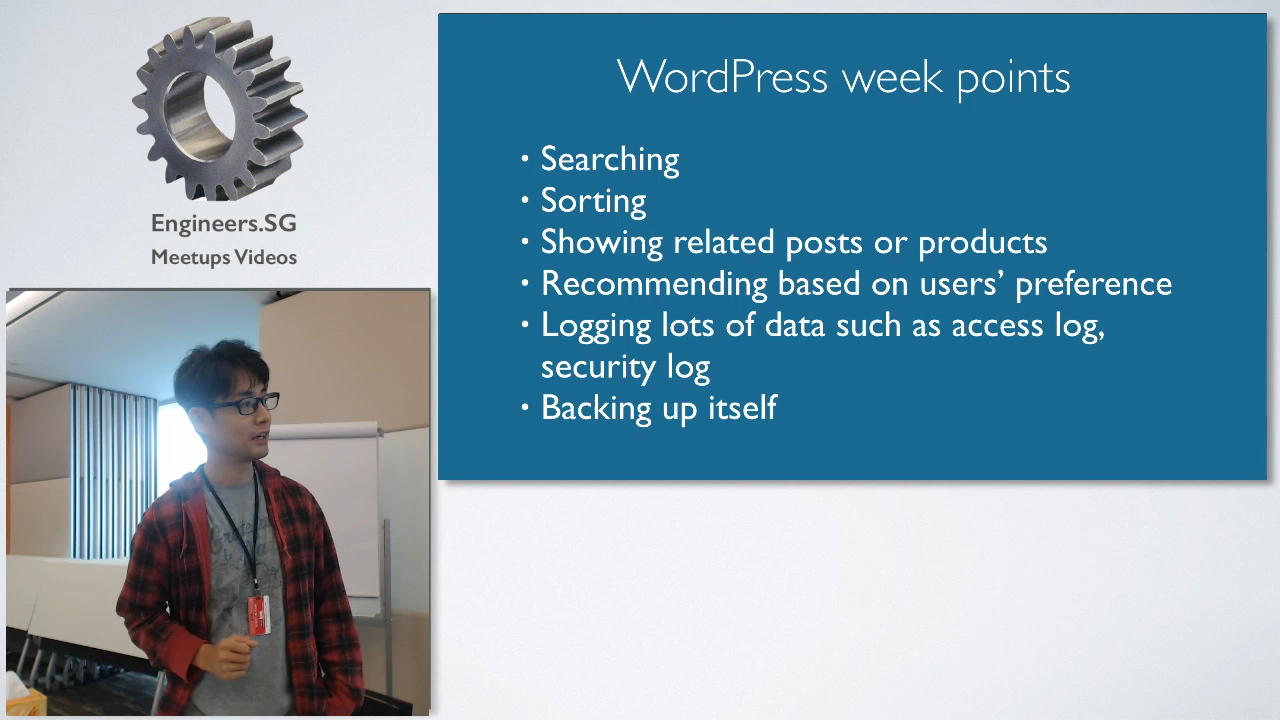 Engineers.SG
Meetups Videos
WordPress week points
• Searching
• Sorting
• Showing related posts or products
• Recommending based on users’ preference
• Logging lots of data such as access log,
security log
• Backing up itself